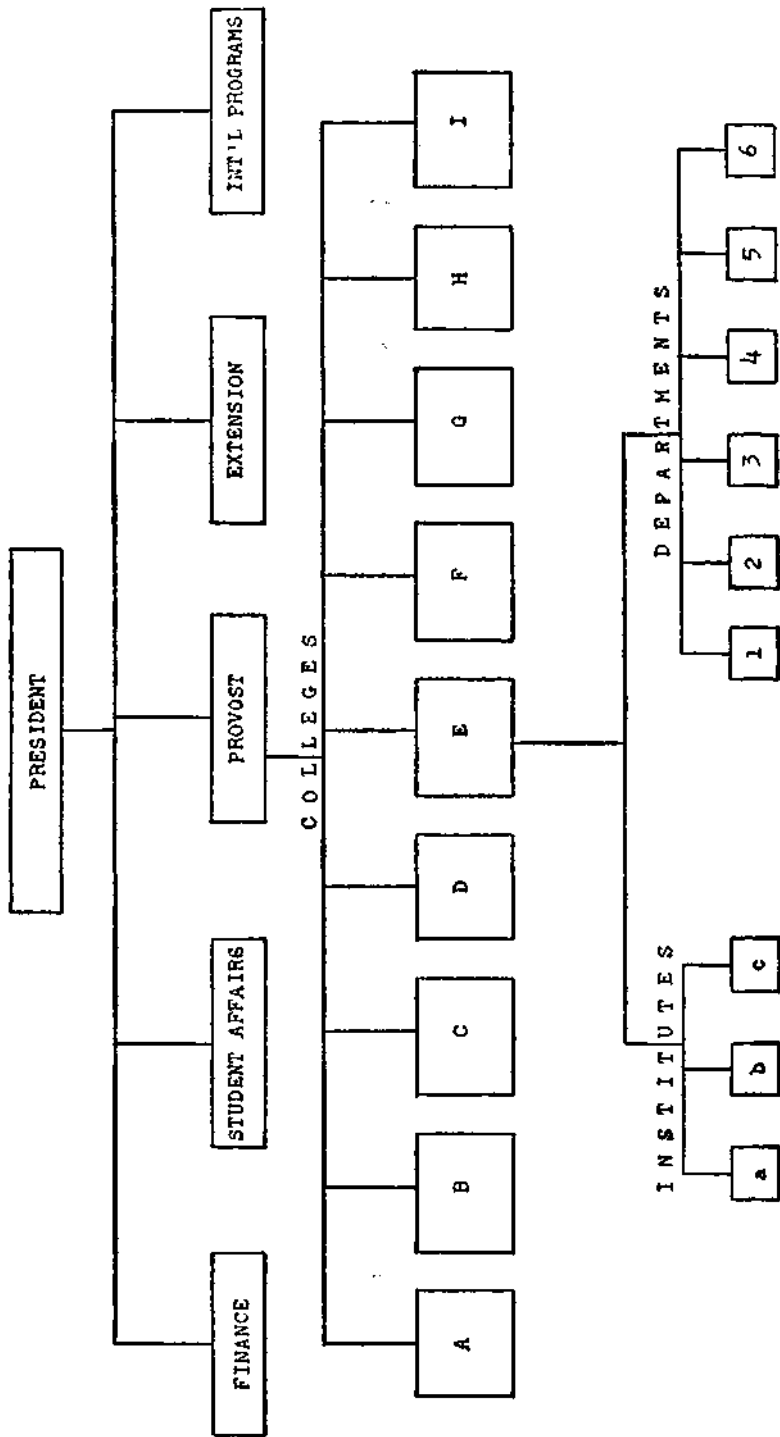 PRESIDENT
FINANCE
STUDENT AFFAIRS
PROVOST
EXTENSION
INT'L PROGRAMS
COLLEGES
A
B
C
D
E
F
G
H
I
INSTITUTES
DEPARTMENTS
a
b
c
1
2
3
4
5
6